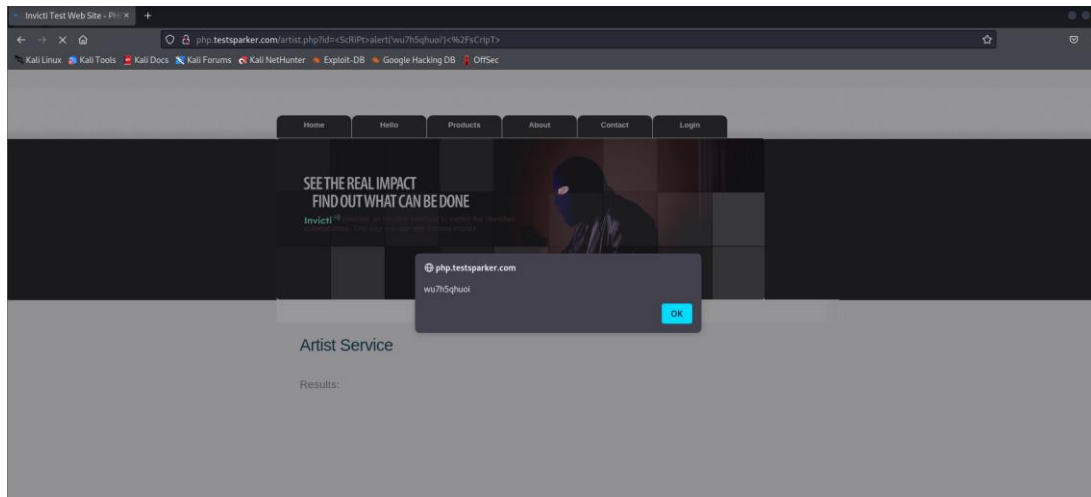 Invicti Test Web Site - PH
php.testsparker.com/artist.php?id=<ScRiPt>alert('wu7h5qhuoi')<%2FsCrIpT>
Kali Linux Kali Tools Kali Docs Kali Forums Kali NetHunter Exploit-DB Google Hacking DB OffSec
Home Hello Products About Contact Login
SEE THE REAL IMPACT
FIND OUT WHAT CAN BE DONE
Invicti
php.testsparker.com
wu7h5qhuoi
OK
Artist Service
Results: